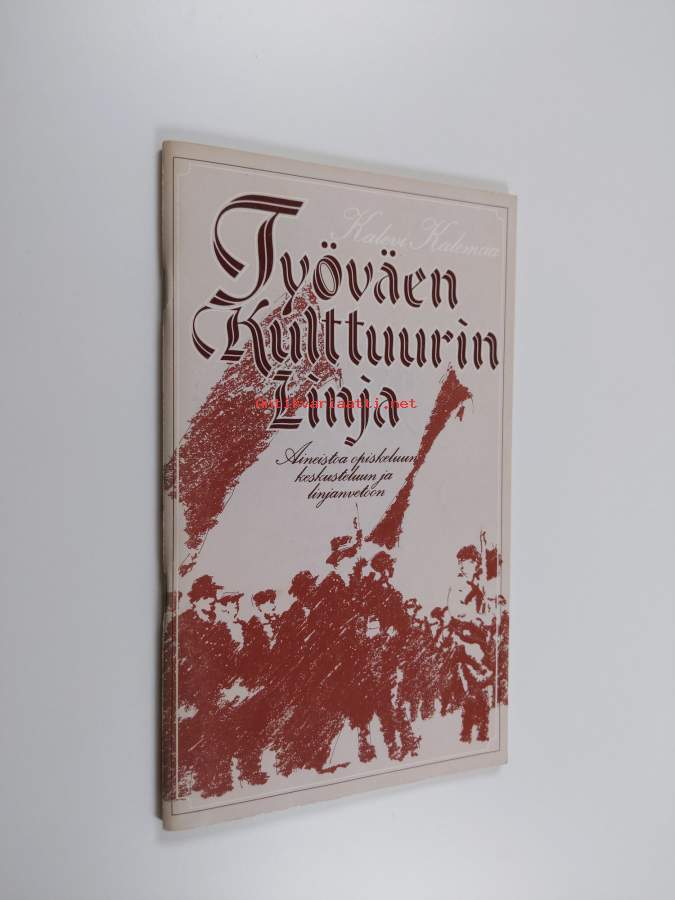 Kalevi Kalemaa
Työväen
Kulttuurin
Linja
antikvariaatti.net
Aineistoa opiskeluun
keskusteluun ja
linjanvetoon